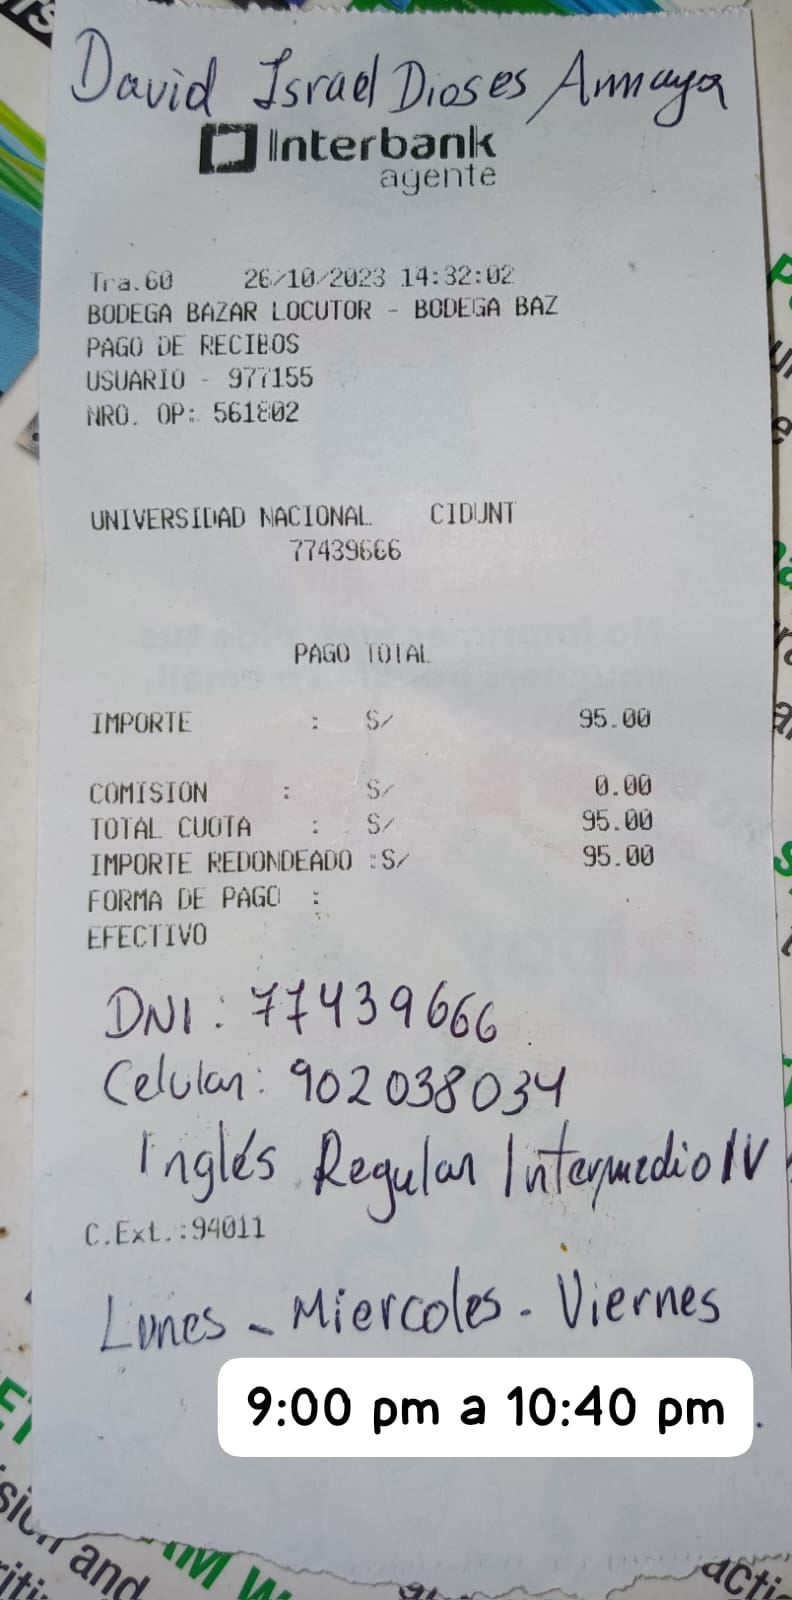 David Israel Dioses Amaya
Interbank
agente
Tra.60 26/10/2023 14:32:02
BODEGA BAZAR LOCUTOR - BODEGA BAZ
PAGO DE RECIBOS
USUARIO - 977155
NRO. OP: 561802
UNIVERSIDAD NACIONAL CIDUNT
77439666
PAGO TOTAL
IMPORTE : S/ 95.00
COMISION : S/ 0.00
TOTAL CUOTA : S/ 95.00
IMPORTE REDONDEADO :S/ 95.00
FORMA DE PAGO :
EFECTIVO
DNI: 77439666
Celular: 902038034
Inglés Regular Intermedio IV
C.Ext.:94011
Lunes - Miercoles - Viernes
9:00 pm a 10:40 pm
and